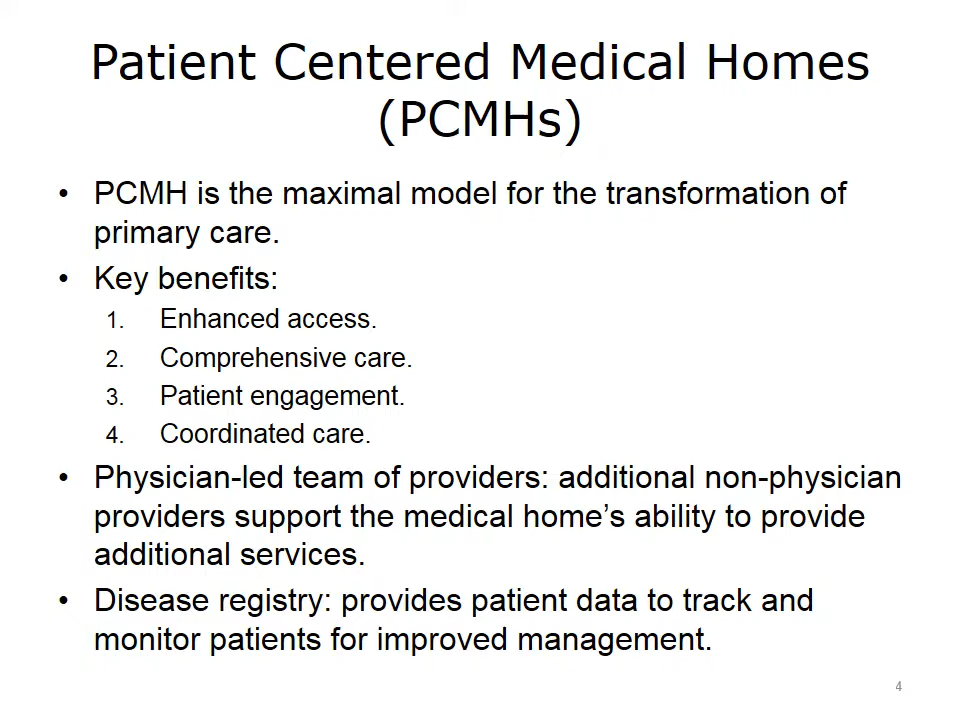 Patient Centered Medical Homes
(PCMHs)
• PCMH is the maximal model for the transformation of
primary care.
• Key benefits:
1. Enhanced access.
2. Comprehensive care.
3. Patient engagement.
4. Coordinated care.
• Physician-led team of providers: additional non-physician
providers support the medical home’s ability to provide
additional services.
• Disease registry: provides patient data to track and
monitor patients for improved management.
4